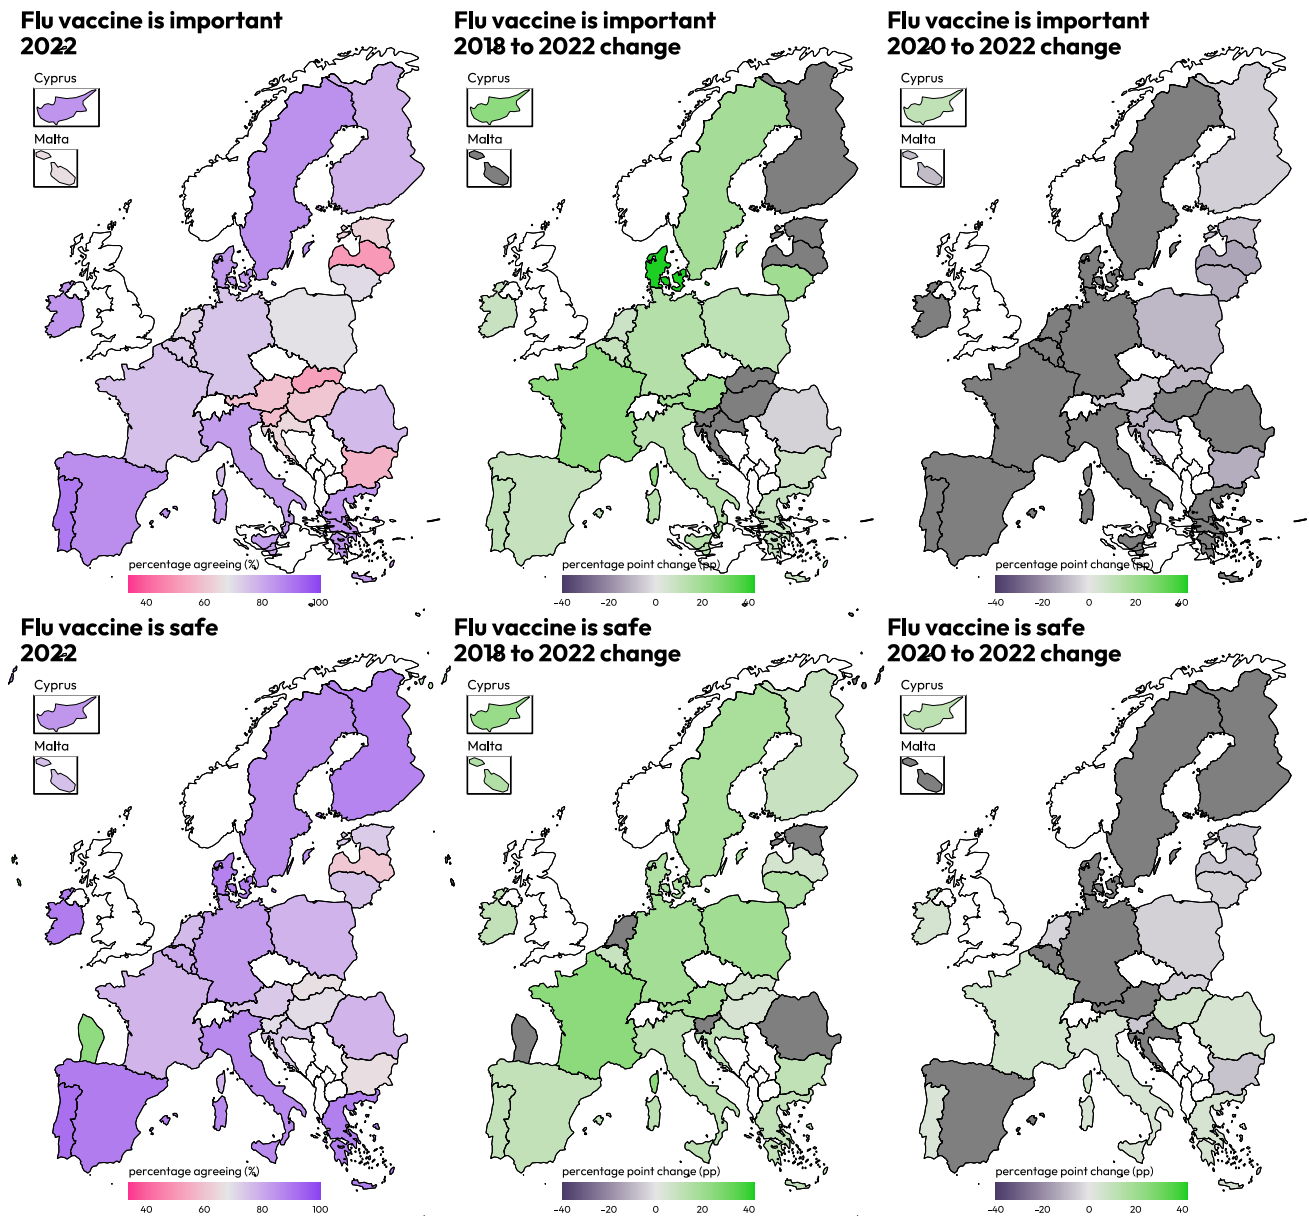 Flu vaccine is important
2022
Cyprus
Malta
percentage agreeing (%)
40 60 80 100
Flu vaccine is important
2018 to 2022 change
percentage point change (pp)
-40 -20 0 20 40
Flu vaccine is important
2020 to 2022 change
Cyprus
Malta
percentage point change (pp)
-40 -20 0 20 40
Flu vaccine is safe
2022
Cyprus
Malta
percentage agreeing (%)
40 60 80 100
Flu vaccine is safe
2018 to 2022 change
Cyprus
Malta
percentage point change (pp)
-40 -20 0 20 40
Flu vaccine is safe
2020 to 2022 change
Cyprus
Malta
percentage point change (pp)
-40 -20 0 20 40